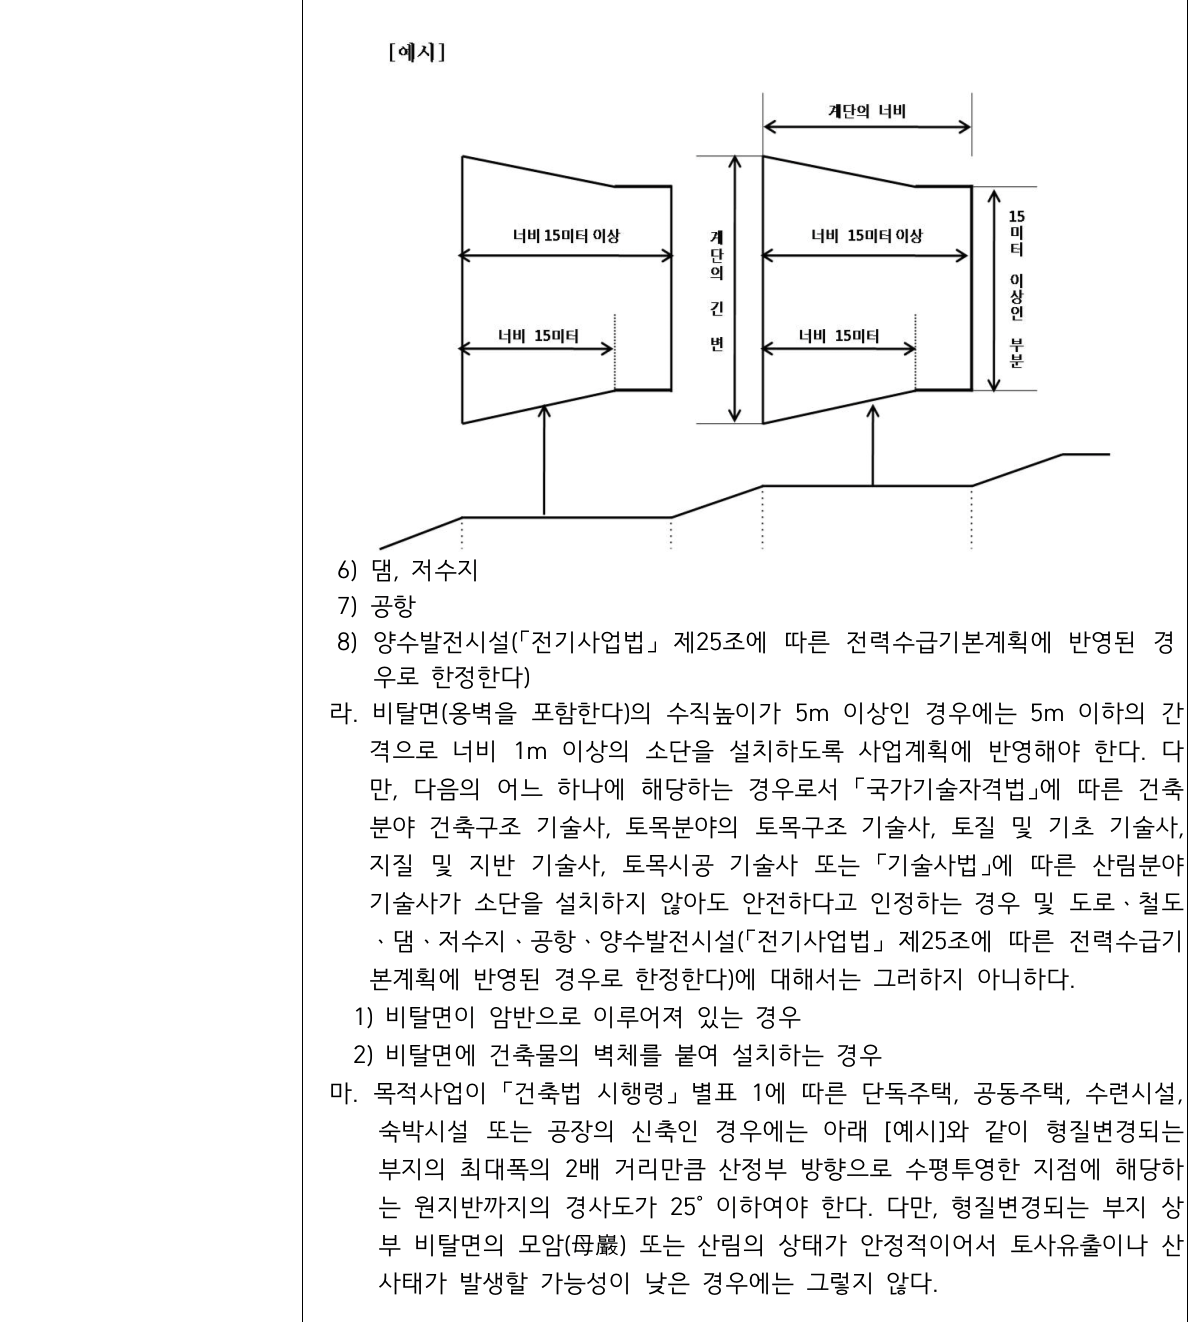 [예시]
계단의 너비
너비 15미터 이상
계단의 긴 변
너비 15미터 이상
15미터 이상인 부분
너비 15미터
너비 15미터
6) 댐, 저수지
7) 공항
8) 양수발전시설(「전기사업법」 제25조에 따른 전력수급기본계획에 반영된 경
우로 한정한다)
라. 비탈면(옹벽을 포함한다)의 수직높이가 5m 이상인 경우에는 5m 이하의 간
격으로 너비 1m 이상의 소단을 설치하도록 사업계획에 반영해야 한다. 다
만, 다음의 어느 하나에 해당하는 경우로서 「국가기술자격법」에 따른 건축
분야 건축구조 기술사, 토목분야의 토목구조 기술사, 토질 및 기초 기술사,
지질 및 지반 기술사, 토목시공 기술사 또는 「기술사법」에 따른 산림분야
기술사가 소단을 설치하지 않아도 안전하다고 인정하는 경우 및 도로ㆍ철도
ㆍ댐ㆍ저수지ㆍ공항ㆍ양수발전시설(「전기사업법」 제25조에 따른 전력수급기
본계획에 반영된 경우로 한정한다)에 대해서는 그러하지 아니하다.
1) 비탈면이 암반으로 이루어져 있는 경우
2) 비탈면에 건축물의 벽체를 붙여 설치하는 경우
마. 목적사업이 「건축법 시행령」 별표 1에 따른 단독주택, 공동주택, 수련시설,
숙박시설 또는 공장의 신축인 경우에는 아래 [예시]와 같이 형질변경되는
부지의 최대폭의 2배 거리만큼 산정부 방향으로 수평투영한 지점에 해당하
는 원지반까지의 경사도가 25° 이하여야 한다. 다만, 형질변경되는 부지 상
부 비탈면의 모암(母巖) 또는 산림의 상태가 안정적이어서 토사유출이나 산
사태가 발생할 가능성이 낮은 경우에는 그렇지 않다.